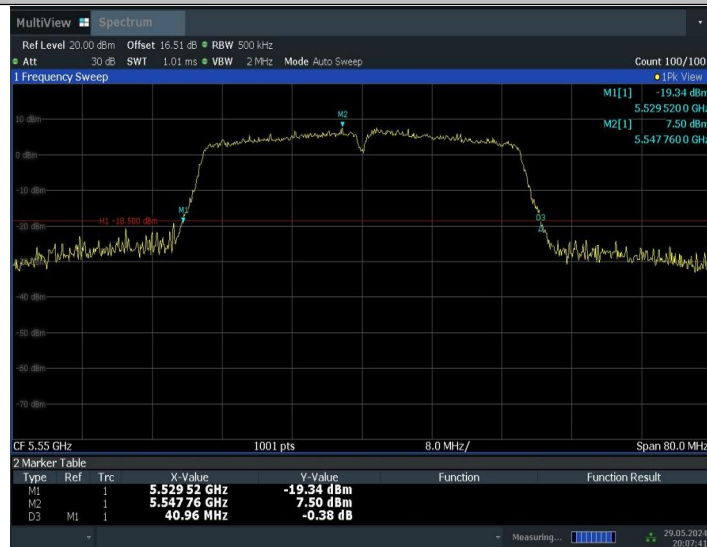 MultiView Spectrum
Ref Level 20.00 dBm Offset 16.51 dB RBW 500 kHz
Att 30 dB SWT 1.01 ms VBW 2 MHz Mode Auto Sweep Count 100/100
1 Frequency Sweep 1Pk View
M1[1] -19.34 dBm
5.529 520 0 GHz
M2[1] 7.50 dBm
5.547 760 0 GHz
M2
10 dBm
0 dBm
-10 dBm
M1
H1 -18.500 dBm
-20 dBm
D3
-30 dBm
-40 dBm
-50 dBm
-60 dBm
-70 dBm
CF 5.55 GHz 1001 pts 8.0 MHz/ Span 80.0 MHz
2 Marker Table
Type Ref Trc X-Value Y-Value Function Function Result
M1 1 5.529 52 GHz -19.34 dBm
M2 1 5.547 76 GHz 7.50 dBm
D3 M1 1 40.96 MHz -0.38 dB
Measuring... 29.05.2024
20:07:41